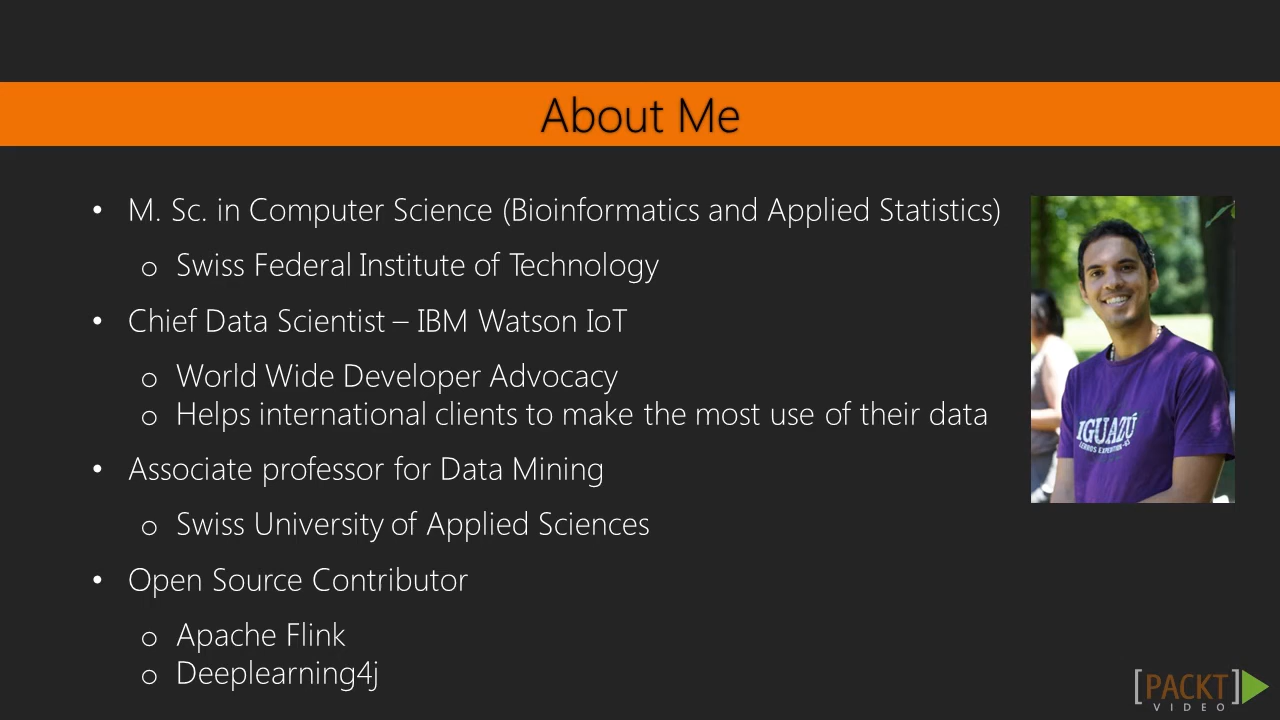 About Me
• M. Sc. in Computer Science (Bioinformatics and Applied Statistics)
o Swiss Federal Institute of Technology
• Chief Data Scientist – IBM Watson IoT
o World Wide Developer Advocacy
o Helps international clients to make the most use of their data
• Associate professor for Data Mining
o Swiss University of Applied Sciences
• Open Source Contributor
o Apache Flink
o Deeplearning4j
IGUAZÚ
[PACKT]
VIDEO